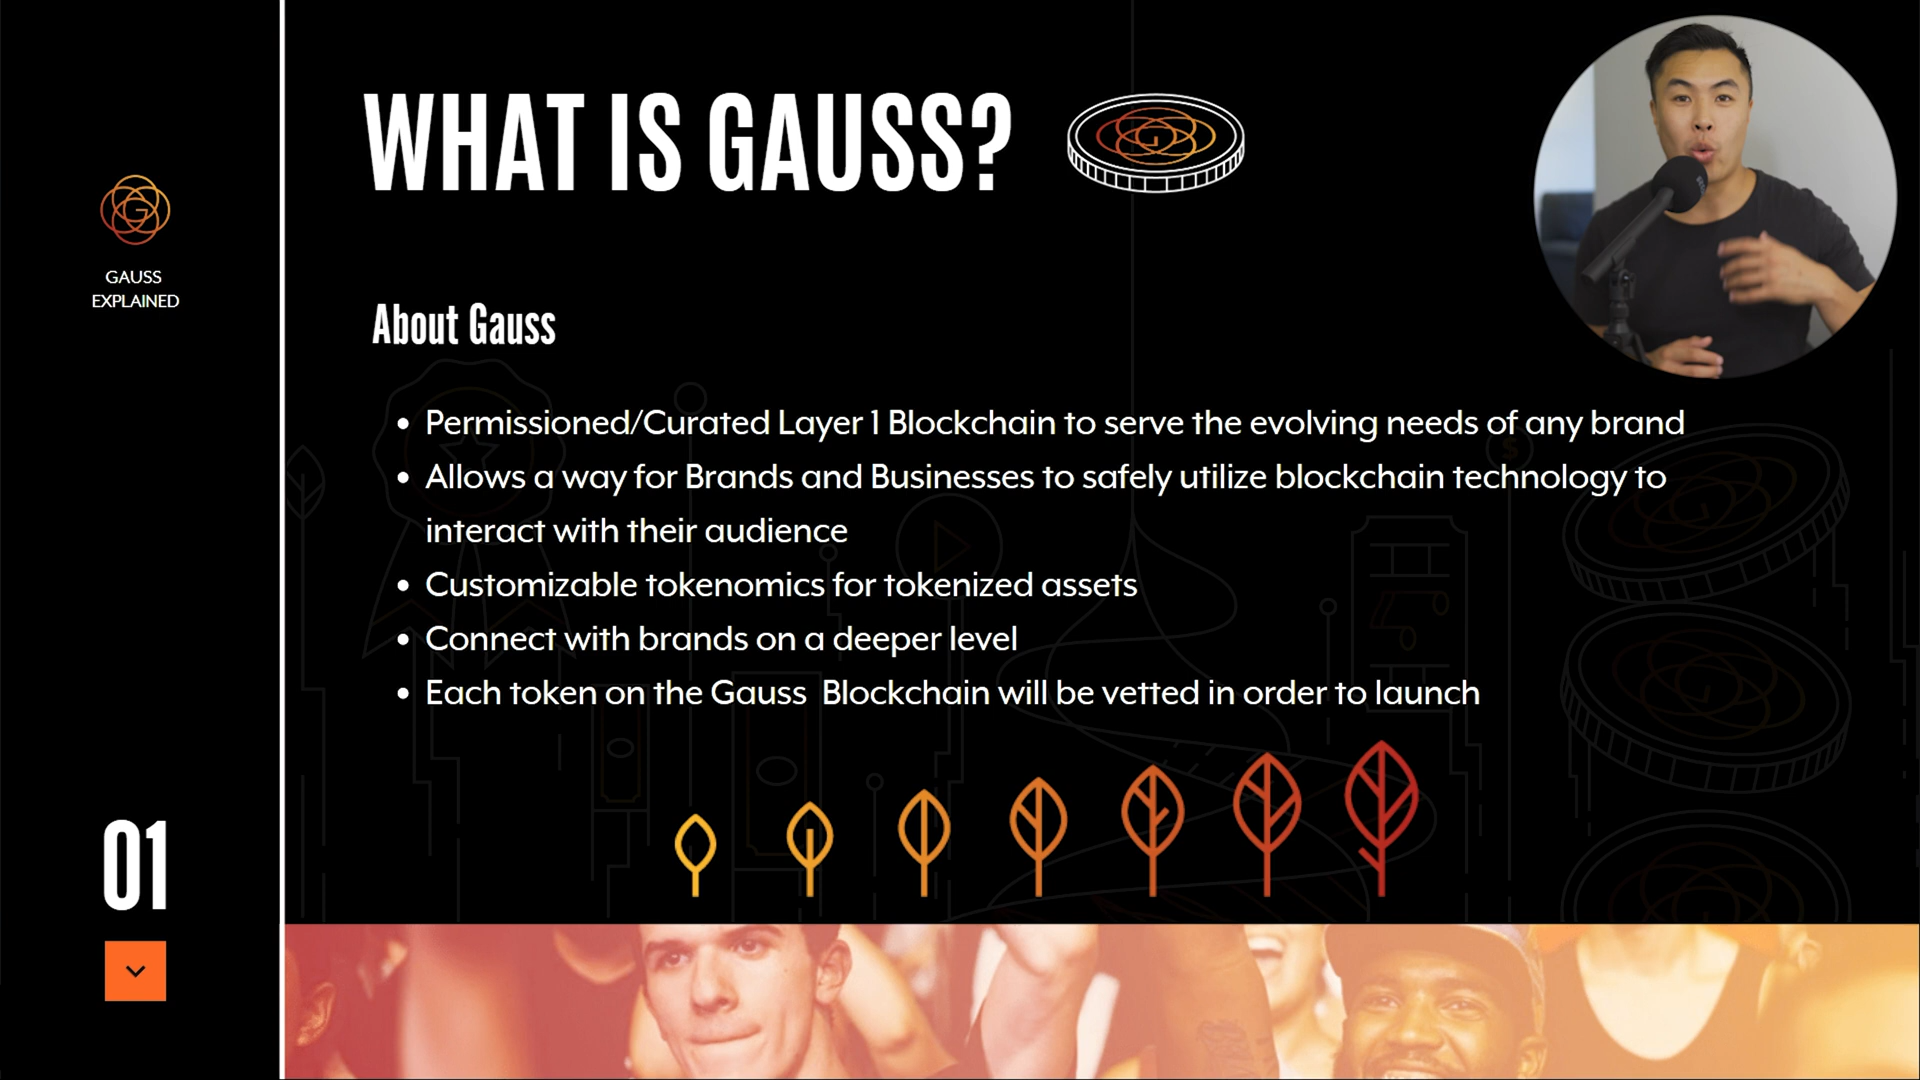 WHAT IS GAUSS?
GAUSS
EXPLAINED
About Gauss
• Permissioned/Curated Layer 1 Blockchain to serve the evolving needs of any brand
• Allows a way for Brands and Businesses to safely utilize blockchain technology to
interact with their audience
• Customizable tokenomics for tokenized assets
• Connect with brands on a deeper level
• Each token on the Gauss  Blockchain will be vetted in order to launch
01